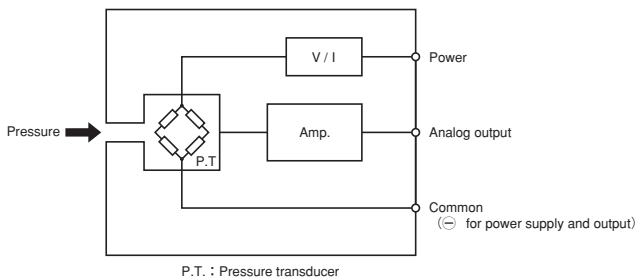 V / I
Power
Pressure
Amp.
Analog output
P.T
Common
(⊖ for power supply and output)
P.T. : Pressure transducer